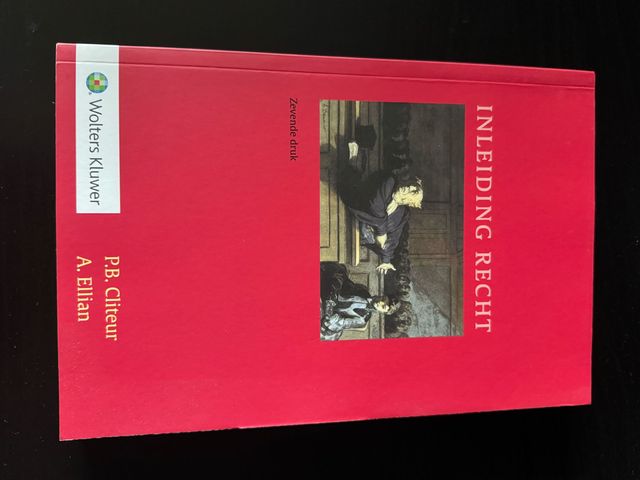 INLEIDING RECHT
Zevende druk
P.B. Cliteur
A. Ellian
Wolters Kluwer